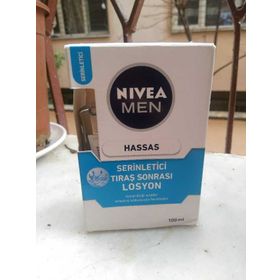 SERİNLETİCİ
NIVEA
MEN
HASSAS
SERİNLETİCİ
TIRAŞ SONRASI
LOSYON
100 ml